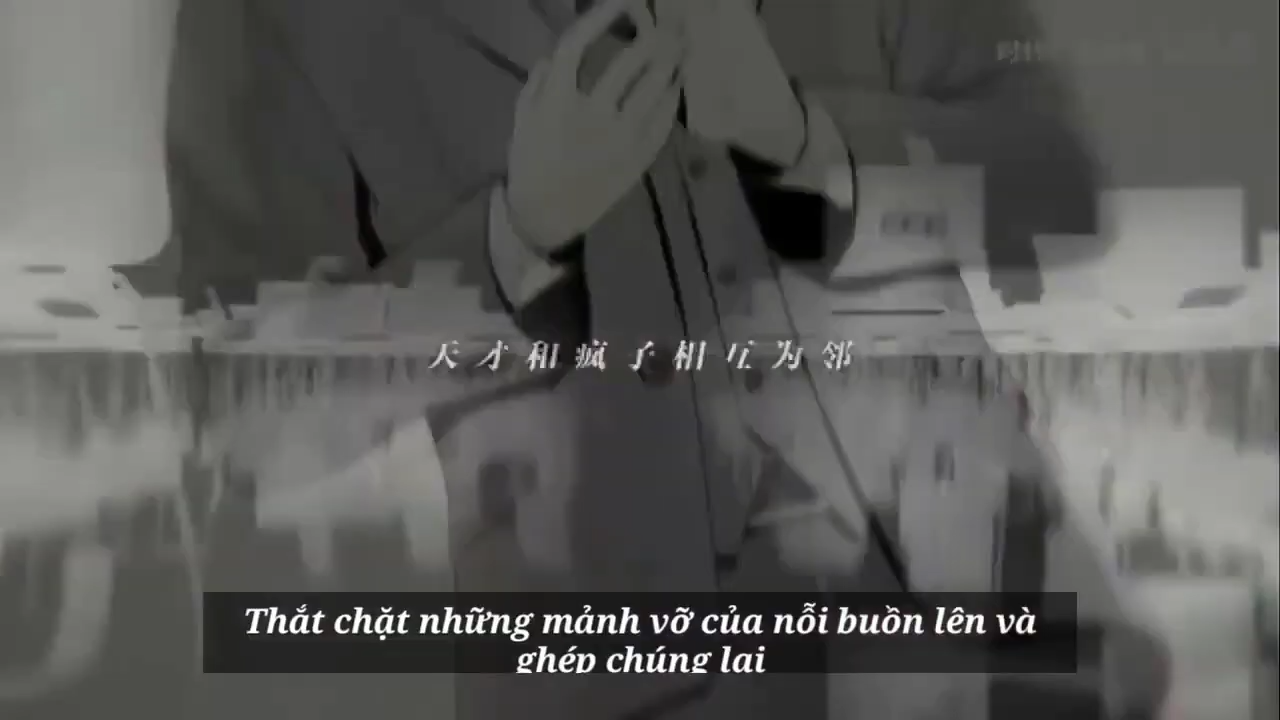 天才和疯子相互为邻
Thắt chặt những mảnh vỡ của nỗi buồn lên và
ghép chúng lại